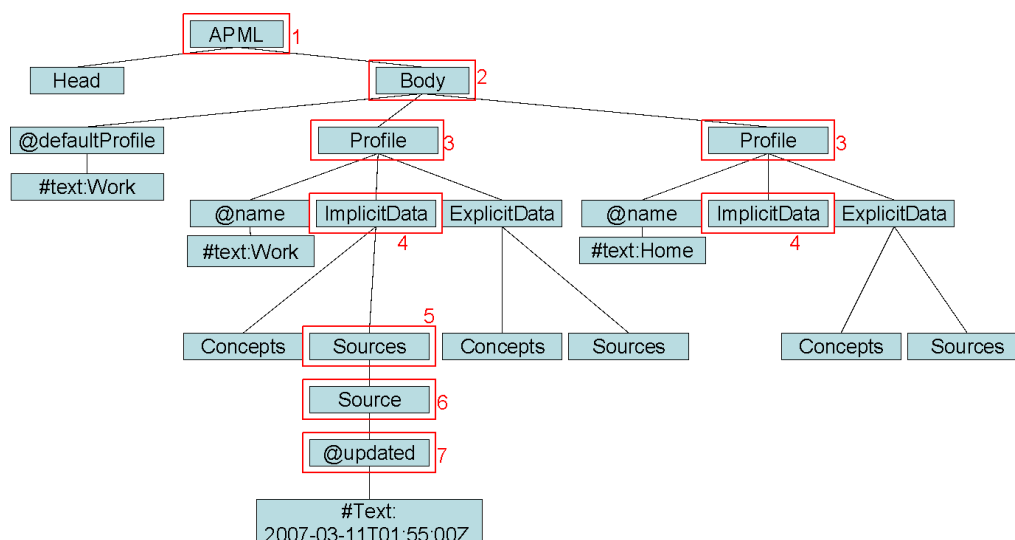 APML 1
Head
Body 2
@defaultProfile
Profile 3
Profile 3
#text:Work
@name
ImplicitData
ExplicitData
@name
ImplicitData
ExplicitData
#text:Work
4
#text:Home
4
5
Concepts
Sources
Concepts
Sources
Concepts
Sources
Source 6
@updated 7
#Text:
2007-03-11T01:55:00Z